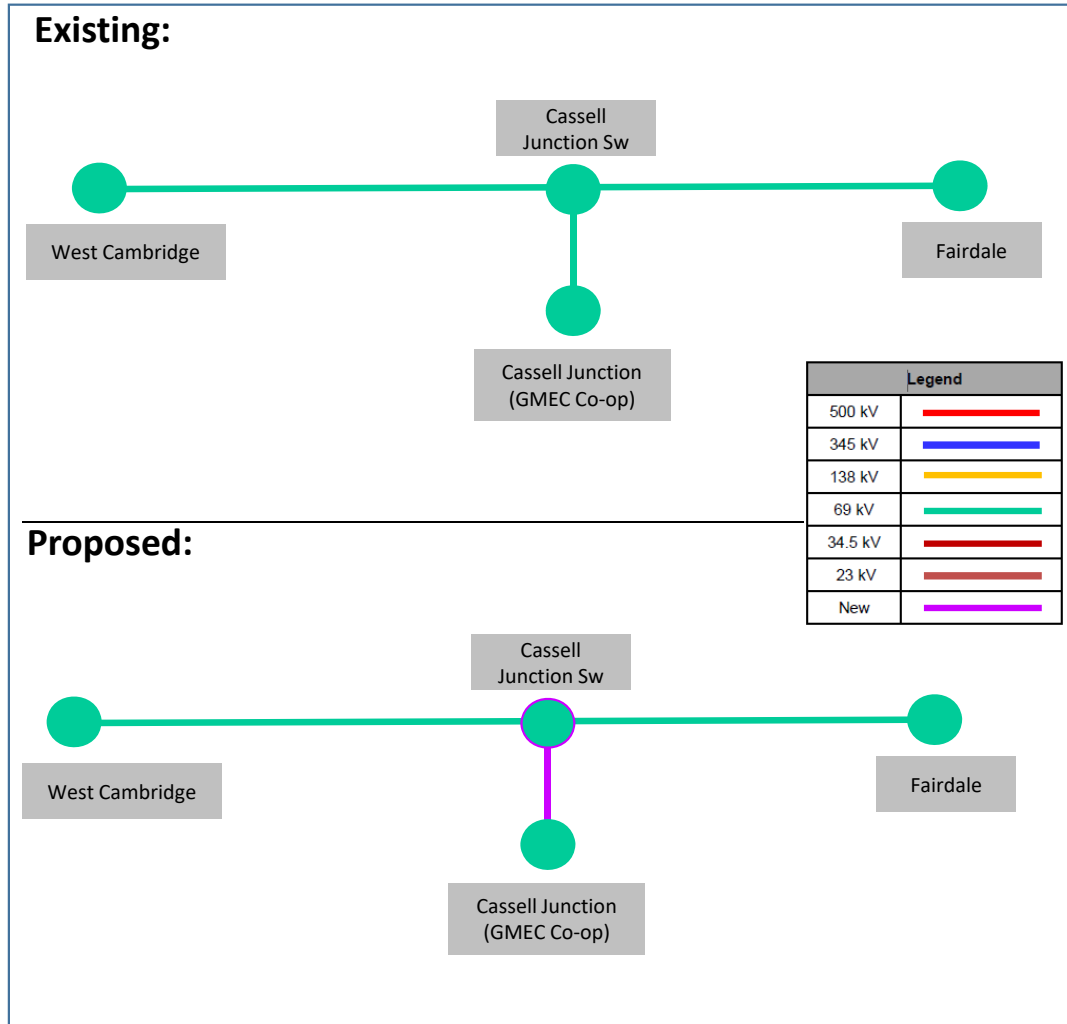 Existing:
Cassell
Junction Sw
West Cambridge
Fairdale
Cassell Junction
(GMEC Co-op)
Legend
500 kV
345 kV
138 kV
69 kV
34.5 kV
23 kV
New
Proposed:
Cassell
Junction Sw
West Cambridge
Fairdale
Cassell Junction
(GMEC Co-op)